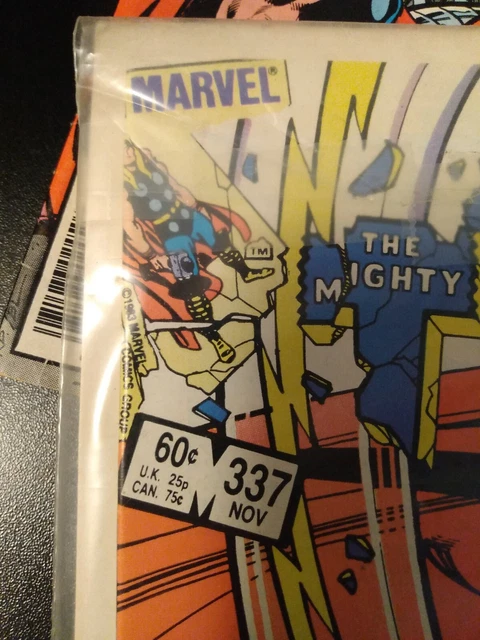 MARVEL®
TM
THE
MIGHTY
©1983 MARVEL
COMICS GROUP
60¢
U.K. 25p
CAN. 75¢
337
NOV